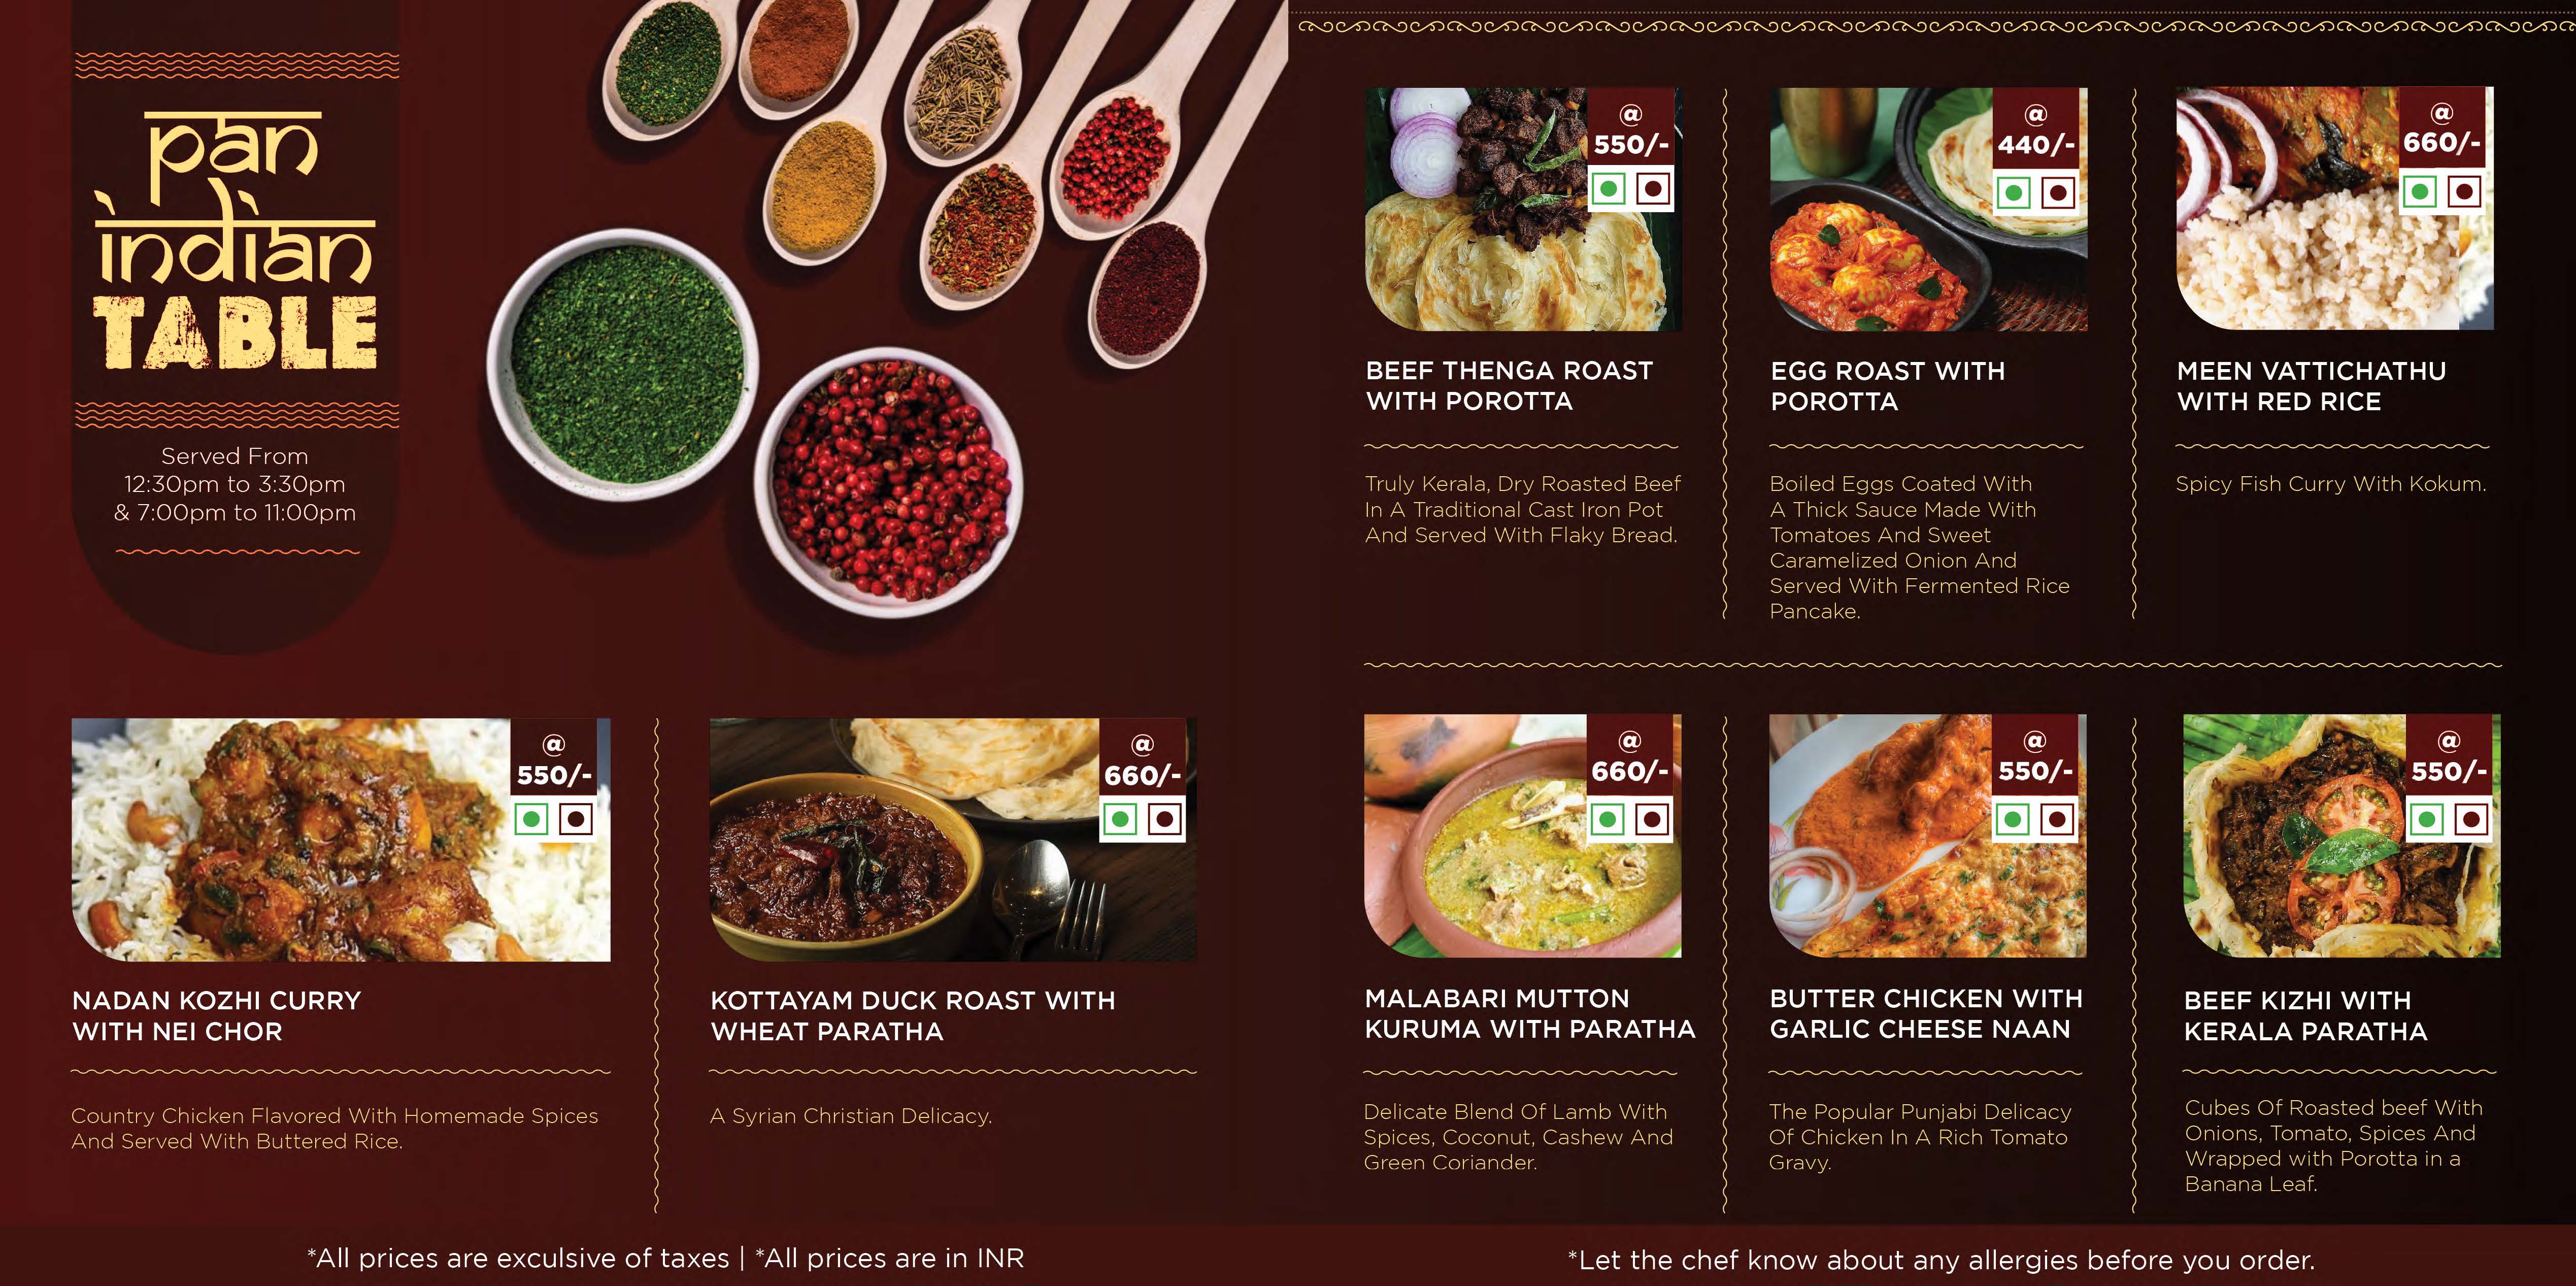 pan
indian
TABLE
Served From
12:30pm to 3:30pm
& 7:00pm to 11:00pm
@
550/-
NADAN KOZHI CURRY
WITH NEI CHOR
Country Chicken Flavored With Homemade Spices
And Served With Buttered Rice.
@
660/-
KOTTAYAM DUCK ROAST WITH
WHEAT PARATHA
A Syrian Christian Delicacy.
*All prices are exculsive of taxes | *All prices are in INR
@
550/-
BEEF THENGA ROAST
WITH POROTTA
Truly Kerala, Dry Roasted Beef
In A Traditional Cast Iron Pot
And Served With Flaky Bread.
@
440/-
EGG ROAST WITH
POROTTA
Boiled Eggs Coated With
A Thick Sauce Made With
Tomatoes And Sweet
Caramelized Onion And
Served With Fermented Rice
Pancake.
@
660/-
MEEN VATTICHATHU
WITH RED RICE
Spicy Fish Curry With Kokum.
@
660/-
MALABARI MUTTON
KURUMA WITH PARATHA
Delicate Blend Of Lamb With
Spices, Coconut, Cashew And
Green Coriander.
@
550/-
BUTTER CHICKEN WITH
GARLIC CHEESE NAAN
The Popular Punjabi Delicacy
Of Chicken In A Rich Tomato
Gravy.
@
550/-
BEEF KIZHI WITH
KERALA PARATHA
Cubes Of Roasted beef With
Onions, Tomato, Spices And
Wrapped with Porotta in a
Banana Leaf.
*Let the chef know about any allergies before you order.